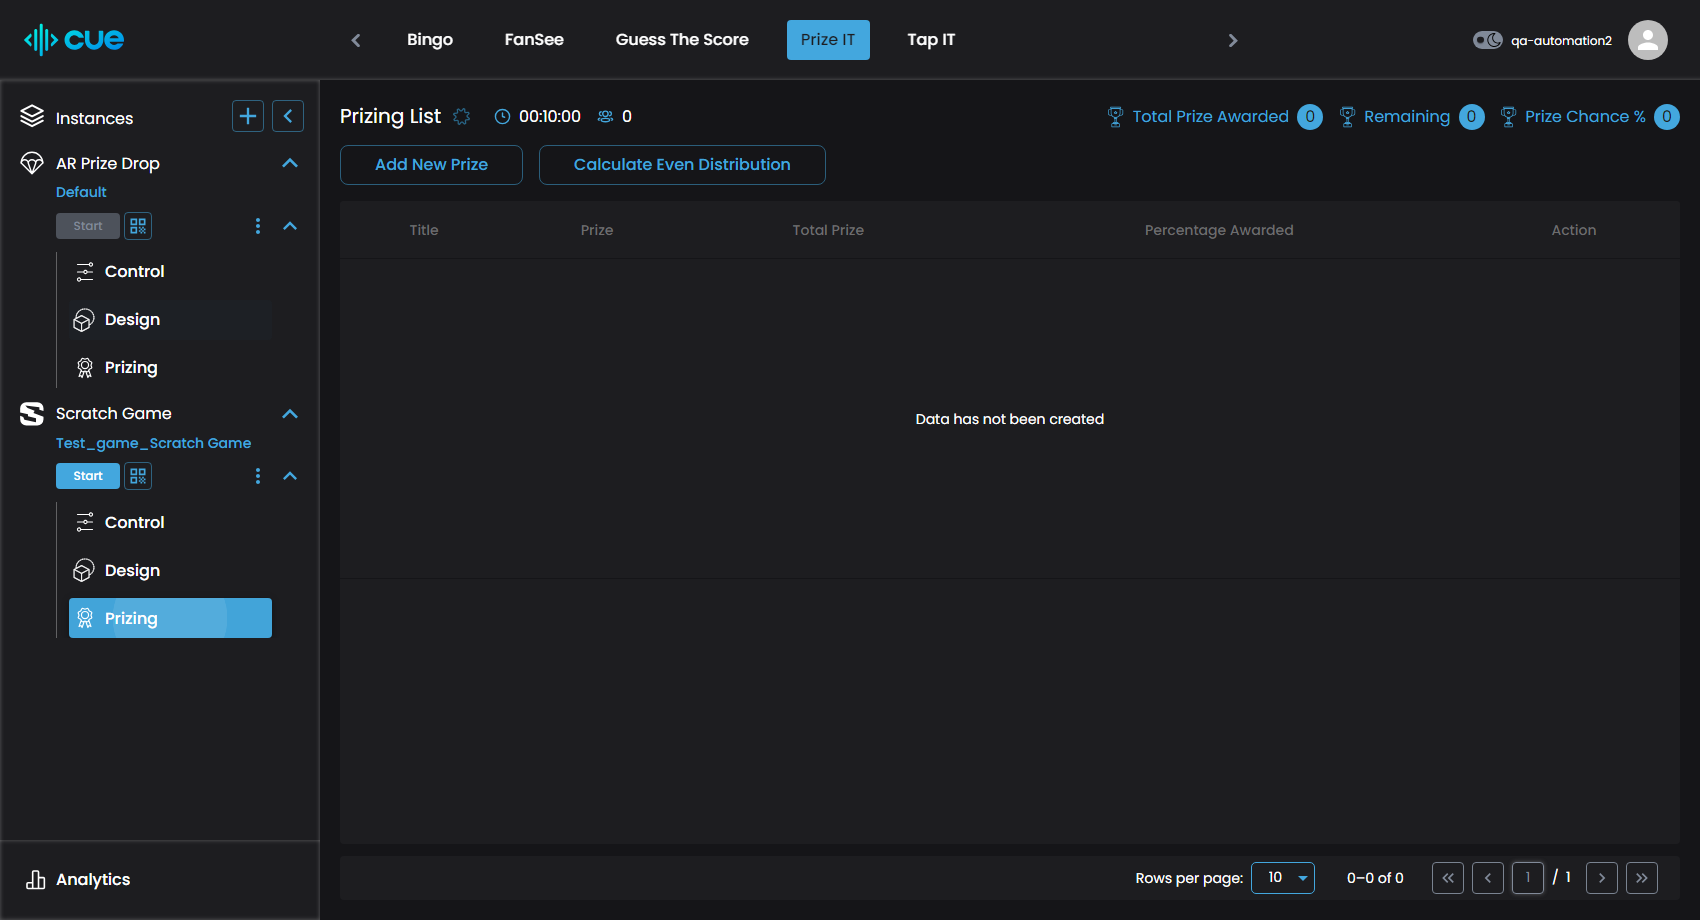 cue
Bingo FanSee Guess The Score Prize IT Tap IT
qa-automation2
Instances
AR Prize Drop
Default
Start
Control
Design
Prizing
Scratch Game
Test_game_Scratch Game
Start
Control
Design
Prizing
Analytics
Prizing List 00:10:00 0
Total Prize Awarded 0 Remaining 0 Prize Chance % 0
Add New Prize Calculate Even Distribution
Title Prize Total Prize Percentage Awarded Action
Data has not been created
Rows per page: 10 0–0 of 0 1 / 1